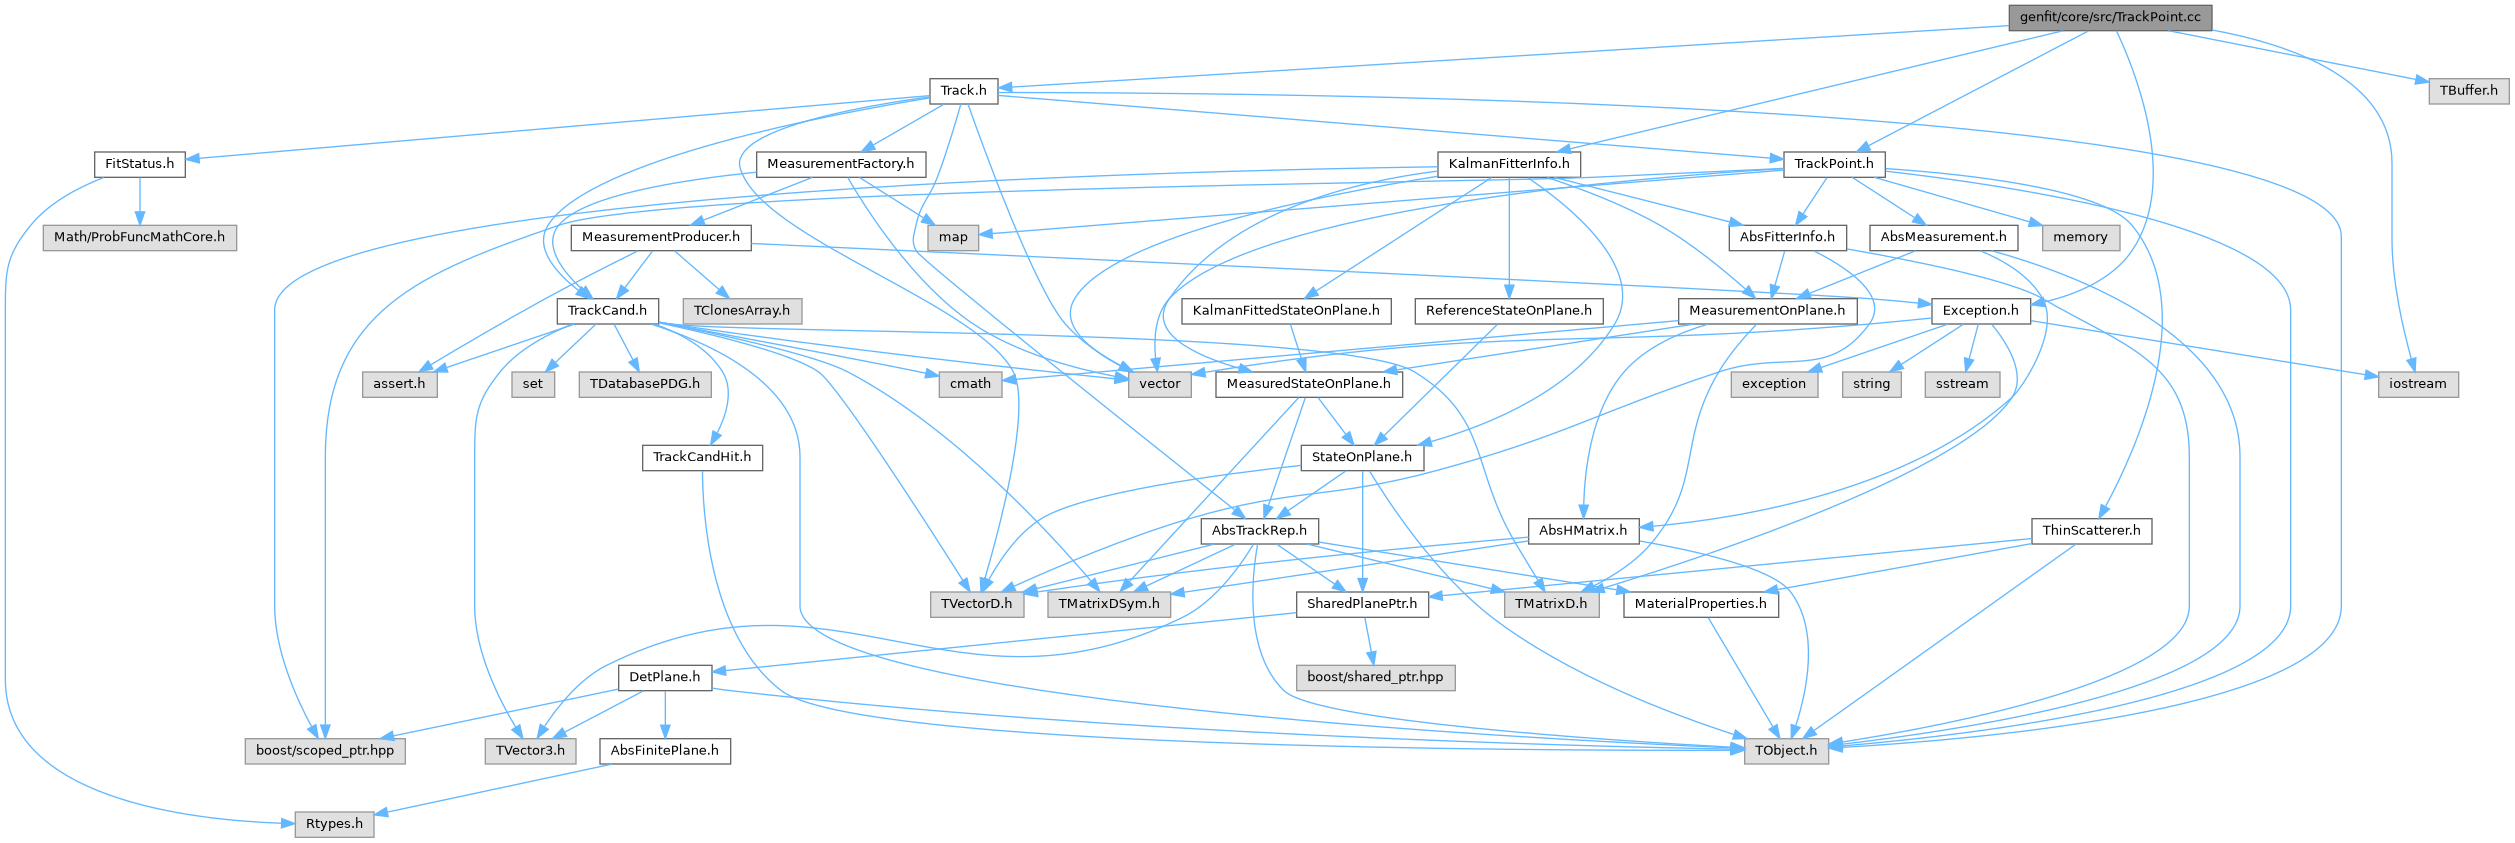 genfit/core/src/TrackPoint.cc
Track.h
TBuffer.h
FitStatus.h
MeasurementFactory.h
KalmanFitterInfo.h
TrackPoint.h
Math/ProbFuncMathCore.h
MeasurementProducer.h
map
AbsFitterInfo.h
AbsMeasurement.h
memory
TrackCand.h
TClonesArray.h
KalmanFittedStateOnPlane.h
ReferenceStateOnPlane.h
MeasurementOnPlane.h
Exception.h
assert.h
set
TDatabasePDG.h
cmath
vector
MeasuredStateOnPlane.h
exception
string
sstream
iostream
TrackCandHit.h
StateOnPlane.h
AbsTrackRep.h
AbsHMatrix.h
ThinScatterer.h
TVectorD.h
TMatrixDSym.h
SharedPlanePtr.h
TMatrixD.h
MaterialProperties.h
DetPlane.h
boost/shared_ptr.hpp
boost/scoped_ptr.hpp
TVector3.h
AbsFinitePlane.h
TObject.h
Rtypes.h